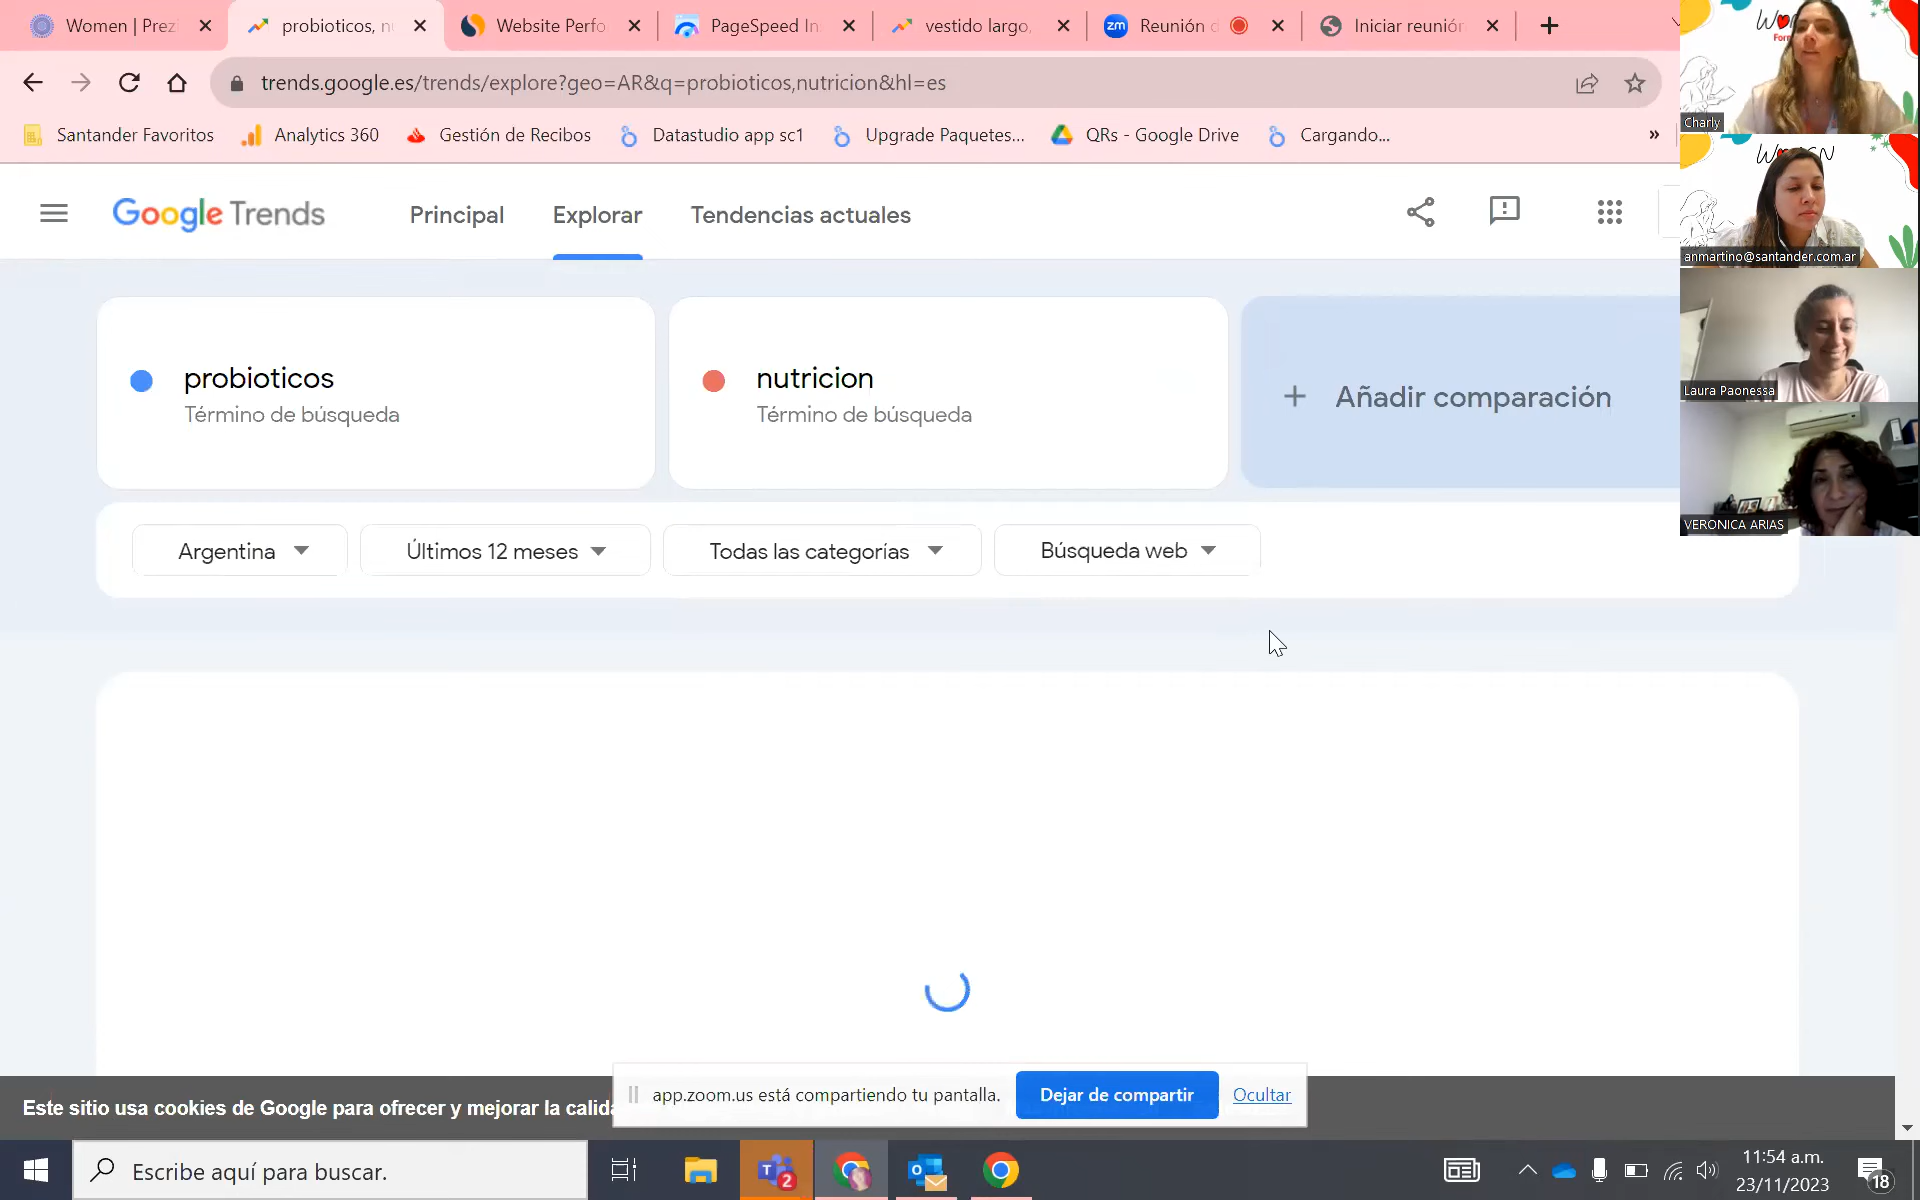 Women | Prezi
probioticos, n
Website Perfo
PageSpeed In
vestido largo,
zm
Reunión d
Iniciar reunión
trends.google.es/trends/explore?geo=AR&q=probioticos,nutricion&hl=es
Santander Favoritos
Analytics 360
Gestión de Recibos
Datastudio app sc1
Upgrade Paquetes...
QRs - Google Drive
Cargando...
»
Google Trends
Principal
Explorar
Tendencias actuales
probioticos
Término de búsqueda
nutricion
Término de búsqueda
+ Añadir comparación
Argentina
Últimos 12 meses
Todas las categorías
Búsqueda web
Charly
anmartino@santander.com.ar
Laura Paonessa
VERONICA ARIAS
Este sitio usa cookies de Google para ofrecer y mejorar la calid
app.zoom.us está compartiendo tu pantalla.
Dejar de compartir
Ocultar
Escribe aquí para buscar.
2
11:54 a.m.
23/11/2023
18